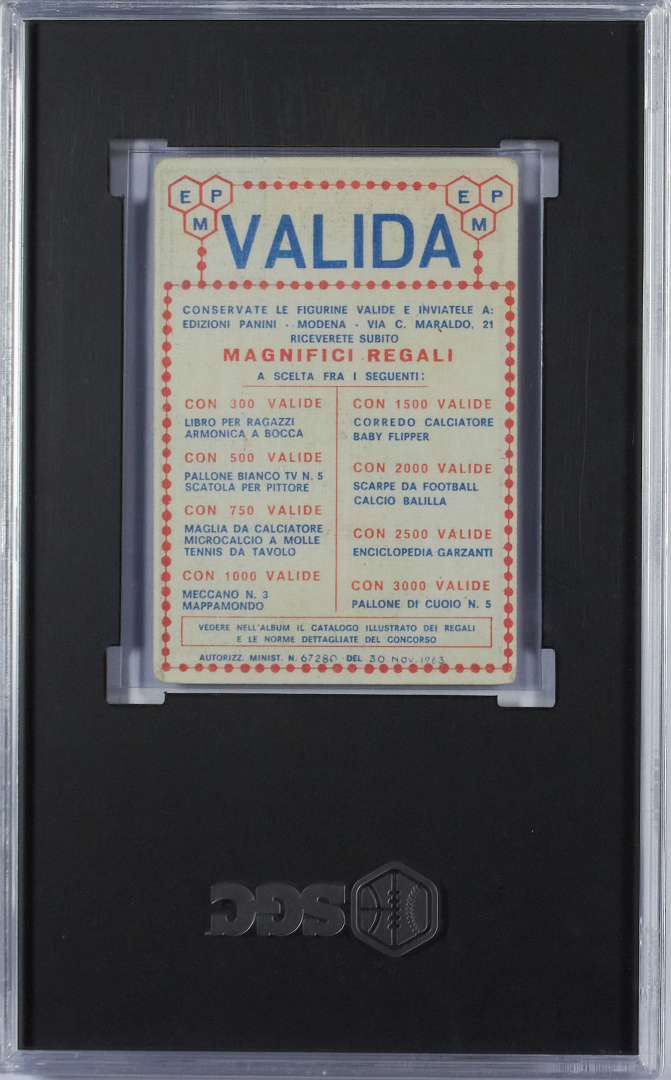 E P
M
VALIDA
E P
M
CONSERVATE LE FIGURINE VALIDE E INVIATELE A:
EDIZIONI PANINI - MODENA - VIA C. MARALDO, 21
RICEVERETE SUBITO
MAGNIFICI REGALI
A SCELTA FRA I SEGUENTI:
CON 300 VALIDE
LIBRO PER RAGAZZI
ARMONICA A BOCCA
CON 500 VALIDE
PALLONE BIANCO TV N. 5
SCATOLA PER PITTORE
CON 750 VALIDE
MAGLIA DA CALCIATORE
MICROCALCIO A MOLLE
TENNIS DA TAVOLO
CON 1000 VALIDE
MECCANO N. 3
MAPPAMONDO
CON 1500 VALIDE
CORREDO CALCIATORE
BABY FLIPPER
CON 2000 VALIDE
SCARPE DA FOOTBALL
CALCIO BALILLA
CON 2500 VALIDE
ENCICLOPEDIA GARZANTI
CON 3000 VALIDE
PALLONE DI CUOIO N. 5
VEDERE NELL'ALBUM IL CATALOGO ILLUSTRATO DEI REGALI
E LE NORME DETTAGLIATE DEL CONCORSO
AUTORIZZ. MINIST. N. 67280 DEL 30 NOV. 1963
SGC